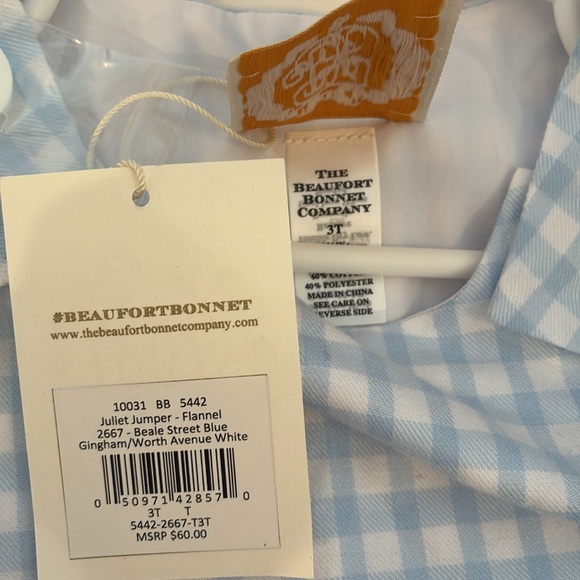 THE
BEAUFORT
BONNET
COMPANY
3T
40% POLYESTER
MADE IN CHINA
SEE CARE ON
REVERSE SIDE
#BEAUFORTBONNET
www.thebeaufortbonnetcompany.com
10031 BB 5442
Juliet Jumper - Flannel
2667 - Beale Street Blue
Gingham/Worth Avenue White
0 50971 42857 0
3T T
5442-2667-T3T
MSRP $60.00